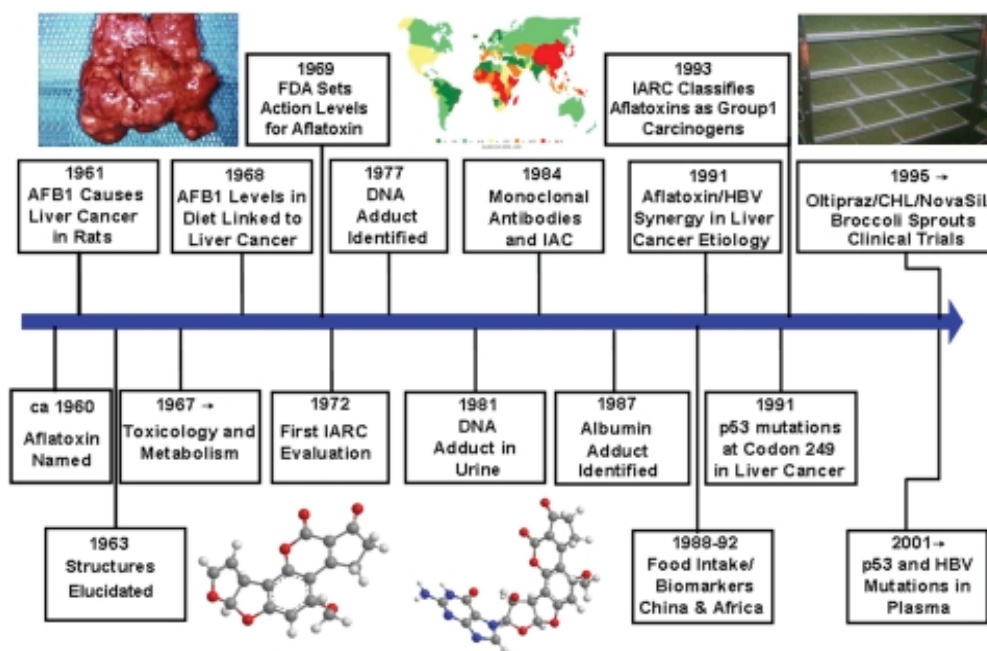 1969
FDA Sets
Action Levels
for Aflatoxin
1993
IARC Classifies
Aflatoxins as Group1
Carcinogens
1961
AFB1 Causes
Liver Cancer
in Rats
1968
AFB1 Levels in
Diet Linked to
Liver Cancer
1977
DNA
Adduct
Identified
1984
Monoclonal
Antibodies
and IAC
1991
Aflatoxin/HBV
Synergy in Liver
Cancer Etiology
1995 →
Oltipraz/CHL/NovaSil
Broccoli Sprouts
Clinical Trials
ca 1960
Aflatoxin
Named
1967 →
Toxicology and
Metabolism
1972
First IARC
Evaluation
1981
DNA
Adduct in
Urine
1987
Albumin
Adduct
Identified
1991
p53 mutations
at Codon 249
in Liver Cancer
1963
Structures
Elucidated
1988-92
Food Intake/
Biomarkers
China & Africa
2001→
p53 and HBV
Mutations in
Plasma